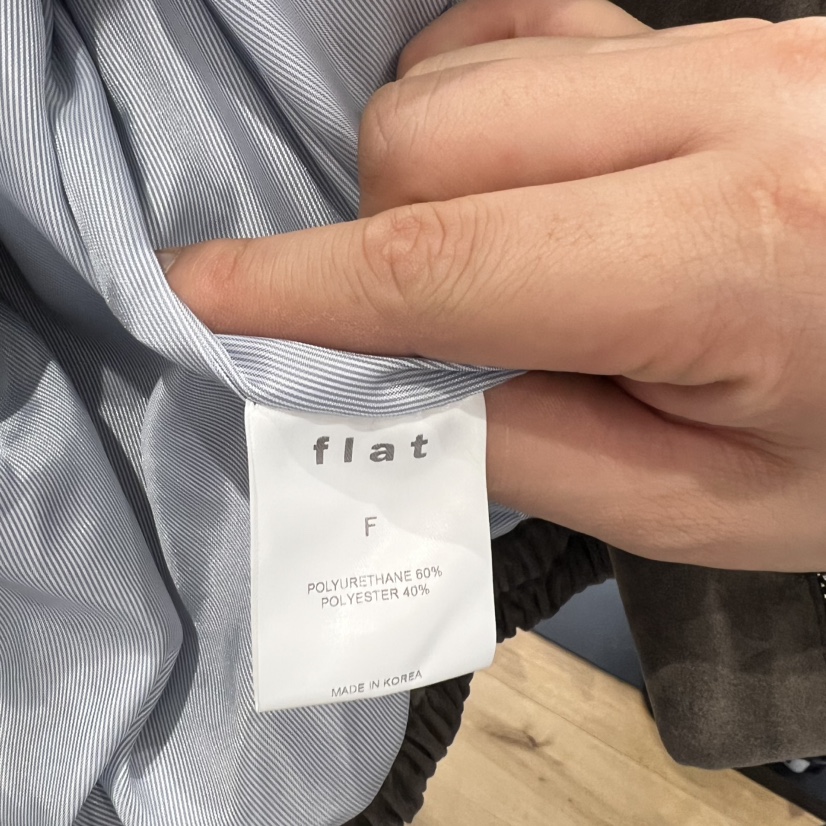 flat
F
POLYURETHANE 60%
POLYESTER 40%
MADE IN KOREA